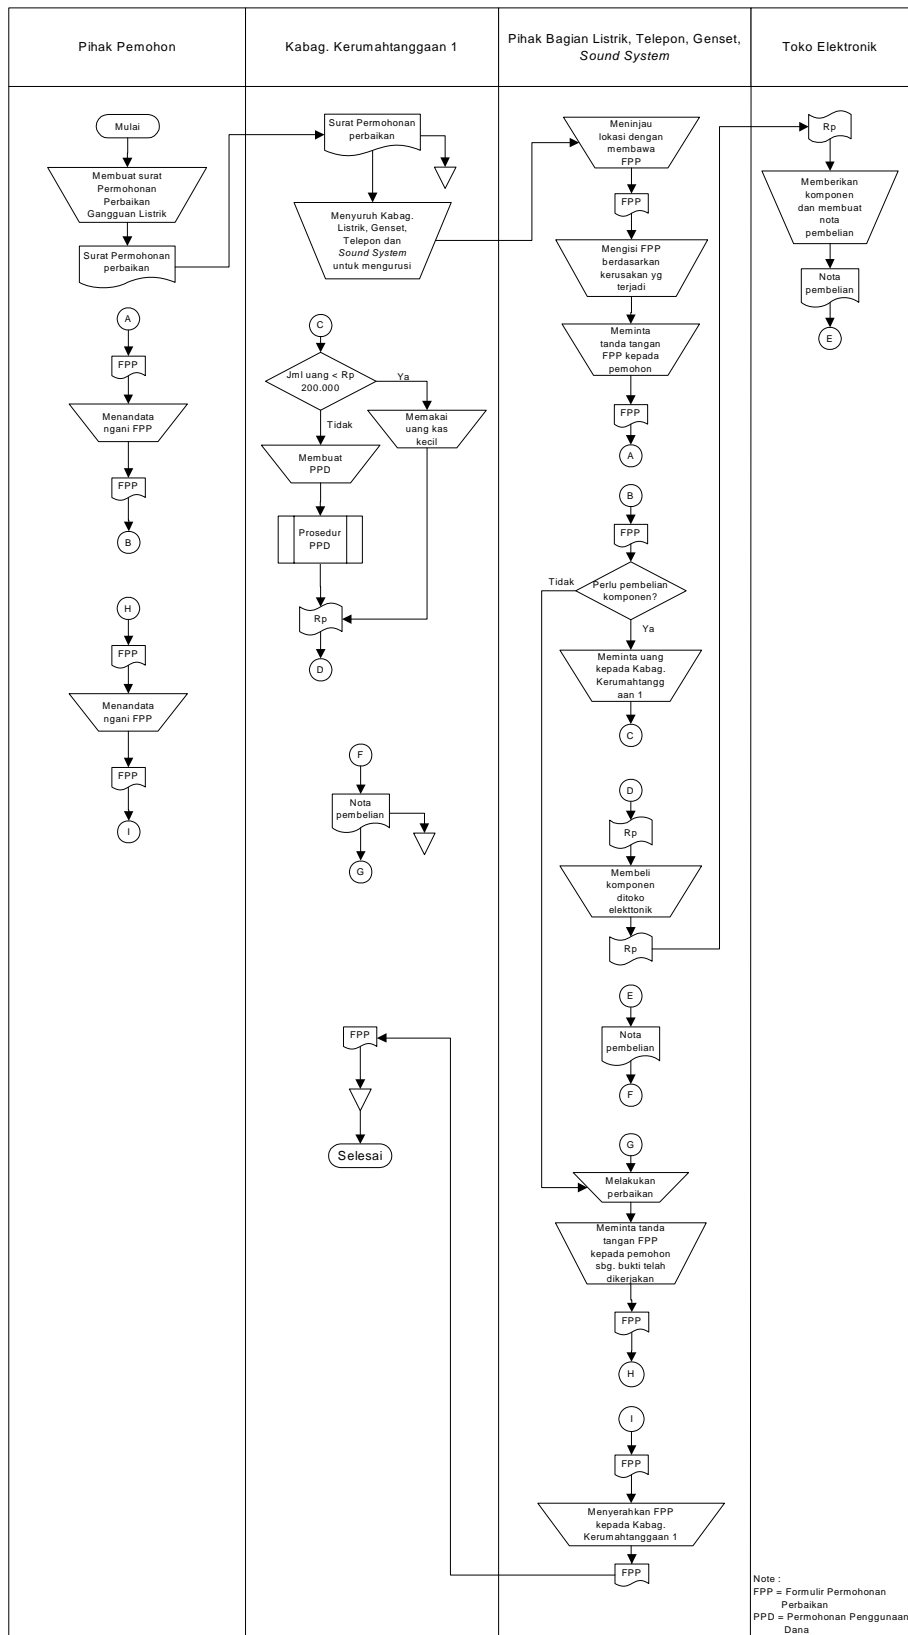 Pihak Pemohon
Kabag. Kerumahtanggaan 1
Pihak Bagian Listrik, Telepon, Genset,
Sound System
Toko Elektronik
Mulai
Membuat surat
Permohonan
Perbaikan
Gangguan Listrik
Surat Permohonan
perbaikan
A
FPP
Menandata
ngani FPP
FPP
B
H
FPP
Menandata
ngani FPP
FPP
I
Surat Permohonan
perbaikan
Menyuruh Kabag.
Listrik, Genset,
Telepon dan
Sound System
untuk mengurusi
C
Jml uang < Rp
200.000
Ya
Tidak
Memakai
uang kas
kecil
Membuat
PPD
Prosedur
PPD
Rp
D
F
Nota
pembelian
G
FPP
Selesai
Meninjau
lokasi dengan
membawa
FPP
FPP
Mengisi FPP
berdasarkan
kerusakan yg
terjadi
Meminta
tanda tangan
FPP kepada
pemohon
FPP
A
B
FPP
Tidak
Perlu pembelian
komponen?
Ya
Meminta uang
kepada Kabag.
Kerumahtangg
aan 1
C
D
Rp
Membeli
komponen
ditoko
elekttonik
Rp
E
Nota
pembelian
F
G
Melakukan
perbaikan
Meminta tanda
tangan FPP
kepada pemohon
sbg. bukti telah
dikerjakan
FPP
H
I
FPP
Menyerahkan FPP
kepada Kabag.
Kerumahtanggaan 1
FPP
Rp
Memberikan
komponen
dan membuat
nota
pembelian
Nota
pembelian
E
Note :
FPP = Formulir Permohonan
Perbaikan
PPD = Permohonan Penggunaan
Dana